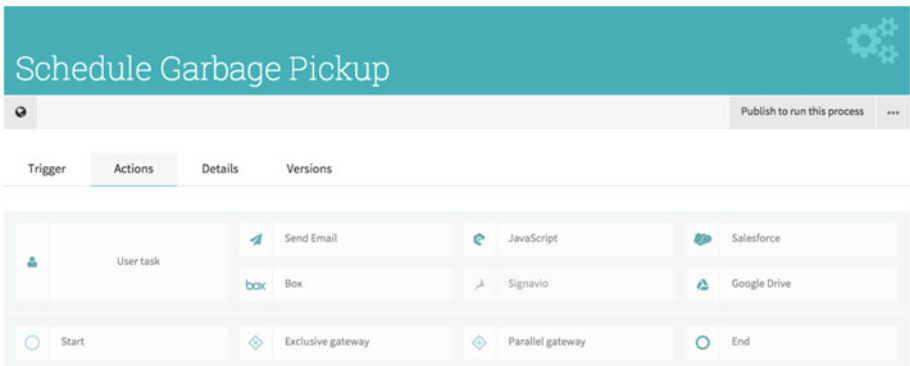 Schedule Garbage Pickup
Publish to run this process ...
Trigger Actions Details Versions
Send Email JavaScript Salesforce
User task
box Box Signavio Google Drive
Start Exclusive gateway Parallel gateway End